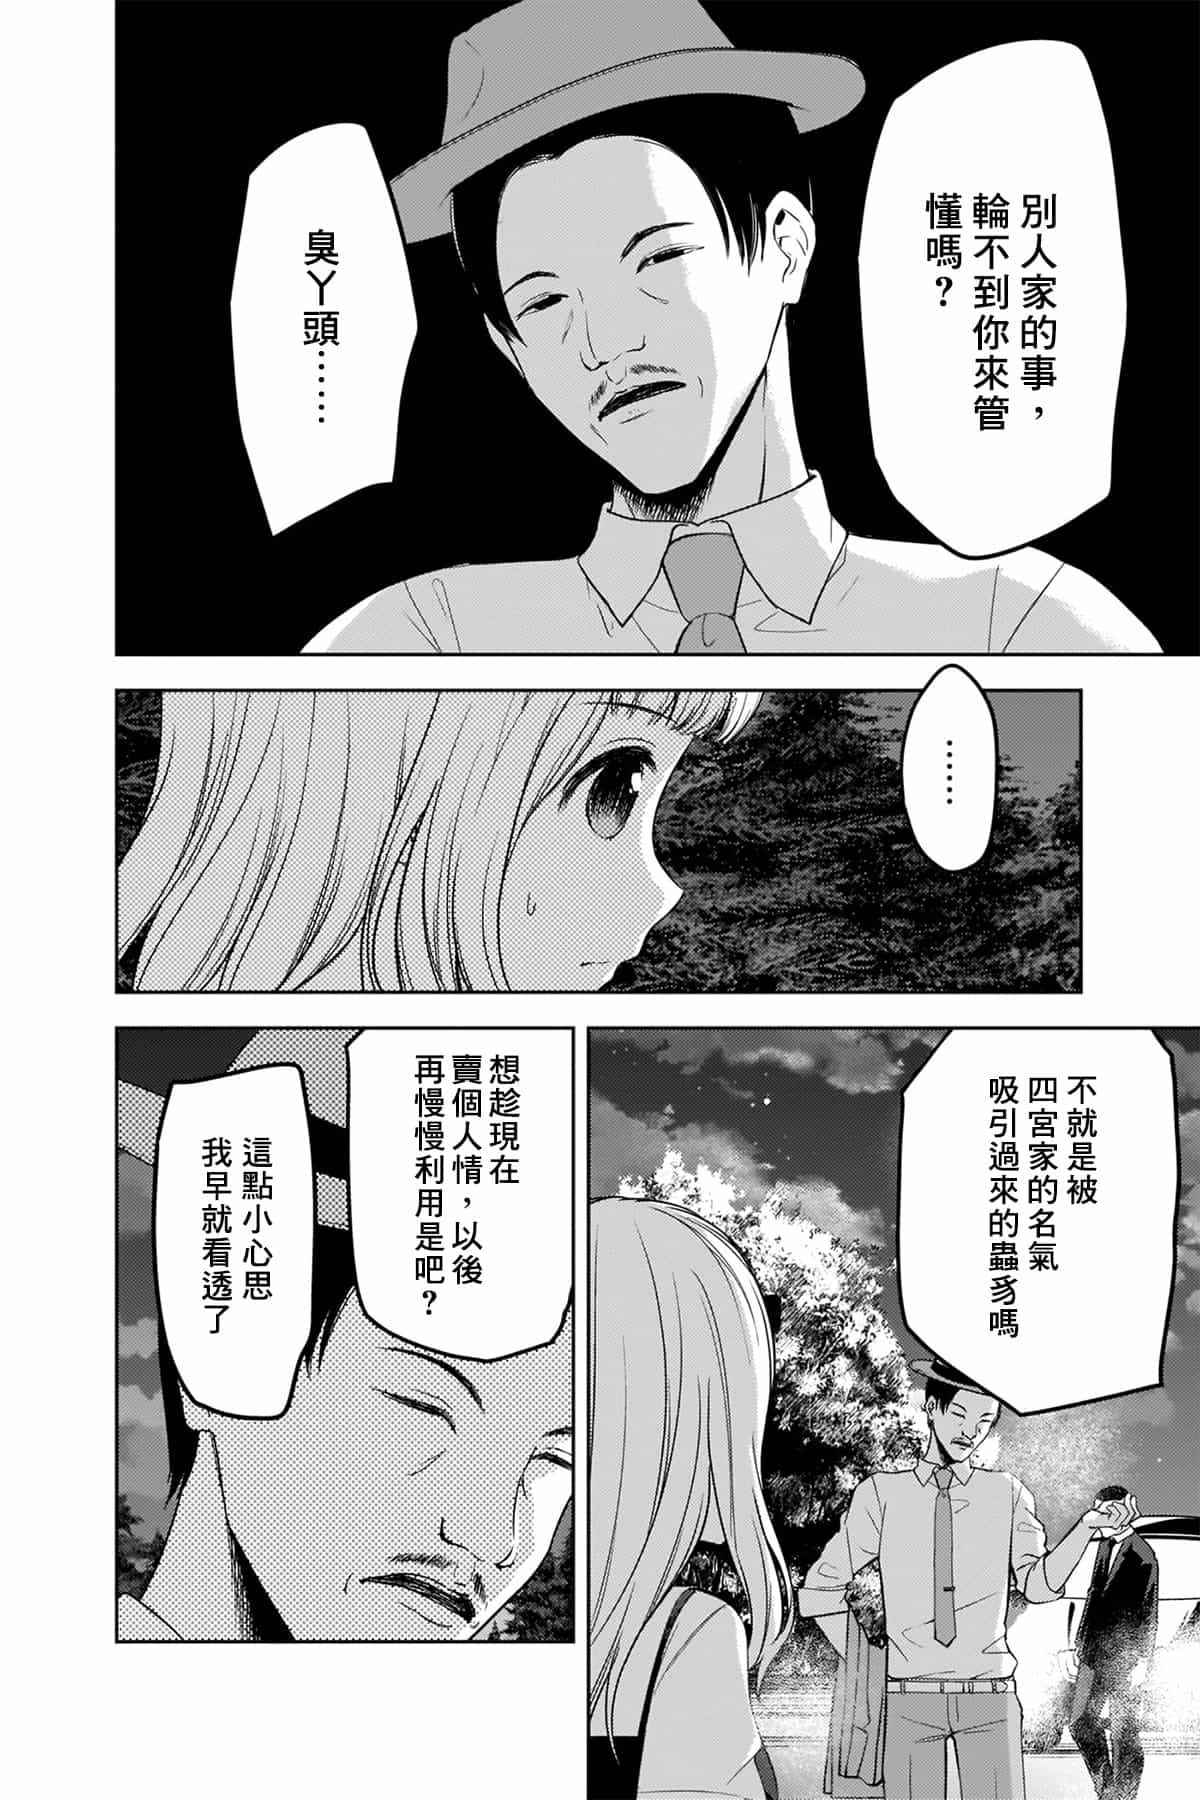 別人家的事，
輪不到你來管
懂嗎？
臭丫頭⋯⋯
⋯⋯
不就是被
四宮家的名氣
吸引過來的蟲豸嗎
想趁現在
賣個人情，以後
再慢慢利用是吧？
這點小心思
我早就看透了